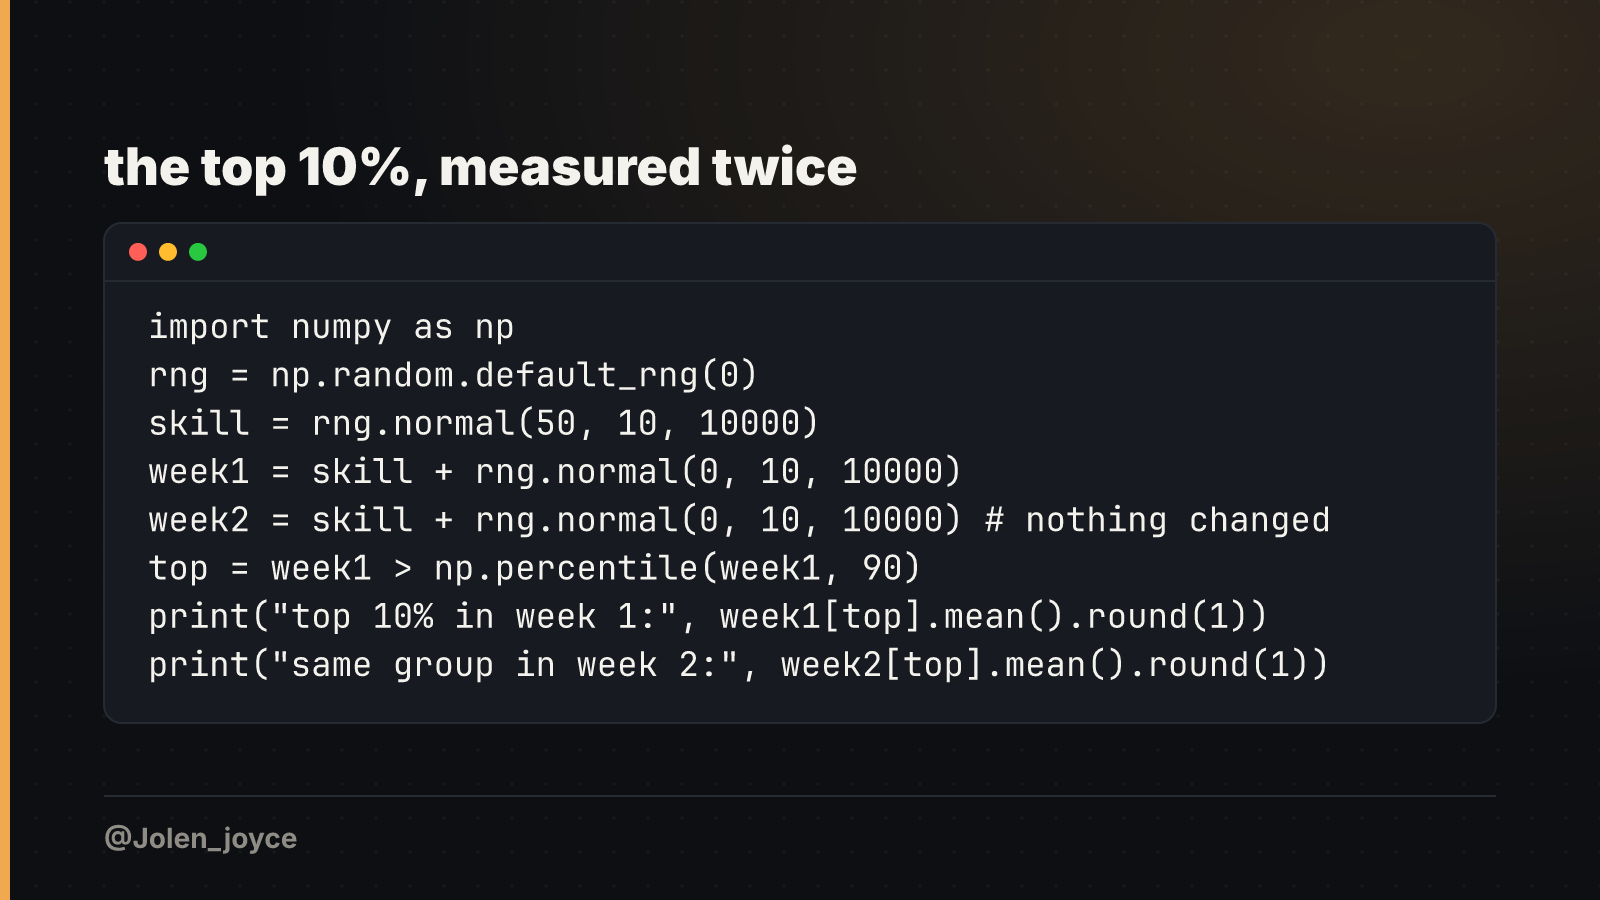 the top 10%, measured twice
import numpy as np
rng = np.random.default_rng(0)
skill = rng.normal(50, 10, 10000)
week1 = skill + rng.normal(0, 10, 10000)
week2 = skill + rng.normal(0, 10, 10000) # nothing changed
top = week1 > np.percentile(week1, 90)
print("top 10% in week 1:", week1[top].mean().round(1))
print("same group in week 2:", week2[top].mean().round(1))
@Jolen_joyce